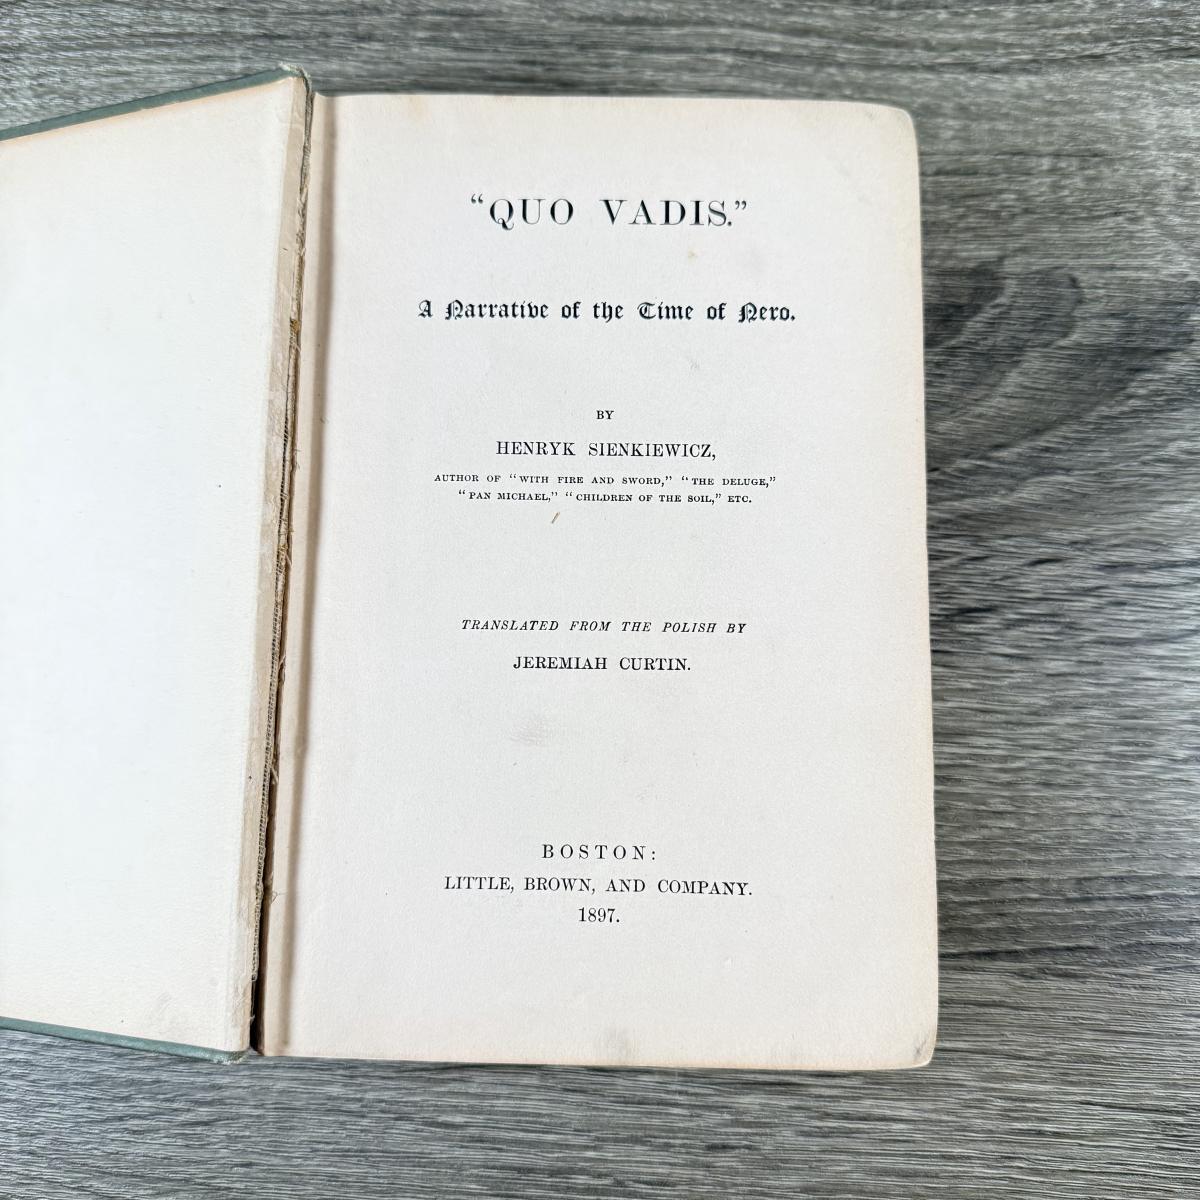 “QUO VADIS.”
A Narrative of the Time of Nero.
BY
HENRYK SIENKIEWICZ,
AUTHOR OF “WITH FIRE AND SWORD,” “THE DELUGE,”
“PAN MICHAEL,” “CHILDREN OF THE SOIL,” ETC.
TRANSLATED FROM THE POLISH BY
JEREMIAH CURTIN.
BOSTON:
LITTLE, BROWN, AND COMPANY.
1897.